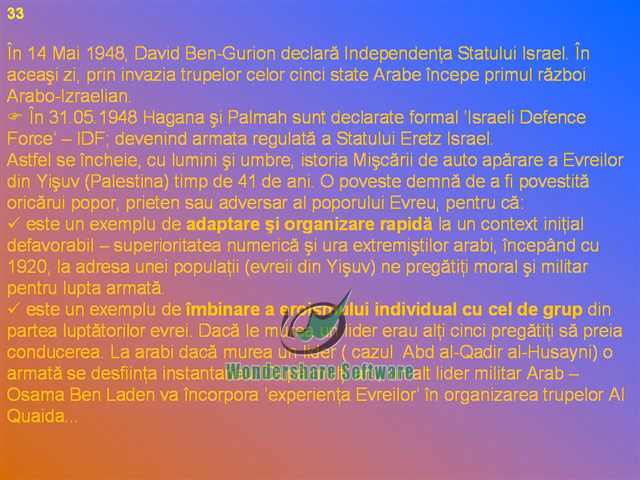 33
În 14 Mai 1948, David Ben-Gurion declară Independența Statului Israel. În
aceaşi zi, prin invazia trupelor celor cinci state Arabe începe primul război
Arabo-Izraelian.
☞ În 31.05.1948 Hagana şi Palmah sunt declarate formal 'Israeli Defence
Force' – IDF; devenind armata regulată a Statului Eretz Israel.
Astfel se încheie, cu lumini şi umbre, istoria Mişcării de auto apărare a Evreilor
din Yişuv (Palestina) timp de 41 de ani. O poveste demnă de a fi povestită
oricărui popor, prieten sau adversar al poporului Evreu, pentru că:
✓ este un exemplu de adaptare şi organizare rapidă la un context inițial
defavorabil – superioritatea numerică şi ura extremiştilor arabi, începând cu
1920, la adresa unei populații (evreii din Yişuv) ne pregătiți moral şi militar
pentru lupta armată.
✓ este un exemplu de îmbinare a eroismului individual cu cel de grup din
partea luptătorilor evrei. Dacă le murea un lider erau alți cinci pregătiți să preia
conducerea. La arabi dacă murea un lider ( cazul Abd al-Qadir al-Husayni) o
armată se desființa alt lider militar Arab –
Osama Ben Laden va încorpora 'experiența Evreilor' în organizarea trupelor Al
Quaida...
Wondershare Software